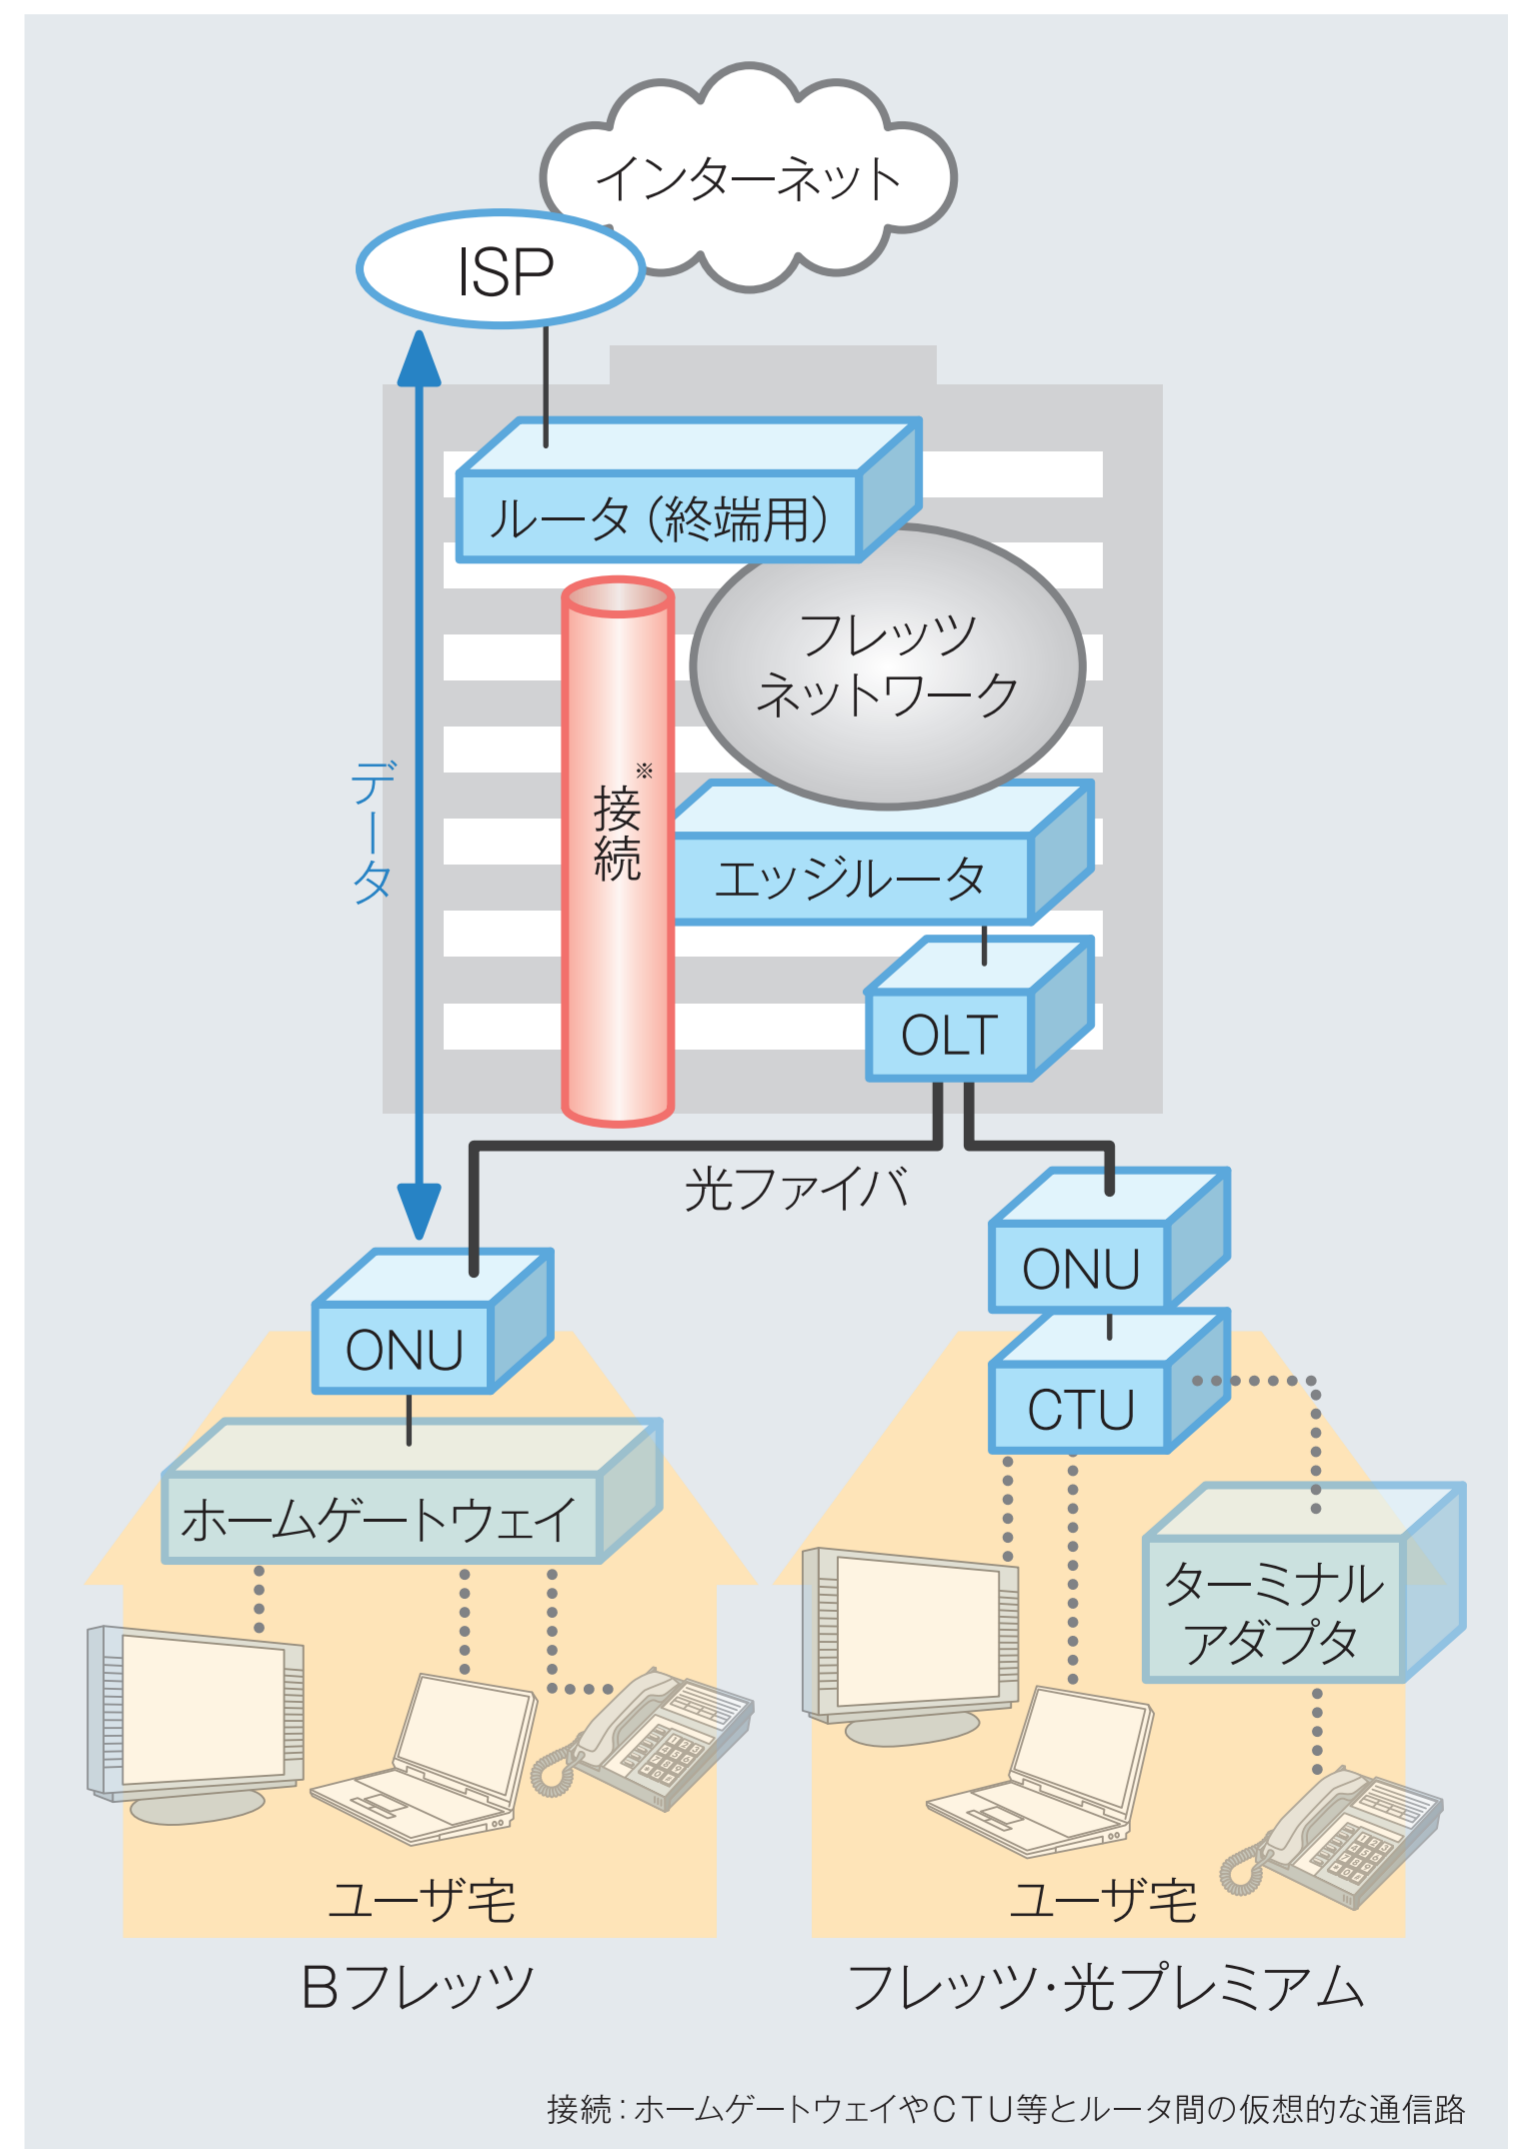 インターネット
ISP
ルータ（終端用）
フレッツ
ネットワーク
データ
接続※
エッジルータ
OLT
光ファイバ
ONU
ONU
CTU
ホームゲートウェイ
ターミナル
アダプタ
ユーザ宅
ユーザ宅
Bフレッツ
フレッツ・光プレミアム
接続：ホームゲートウェイやCTU等とルータ間の仮想的な通信路